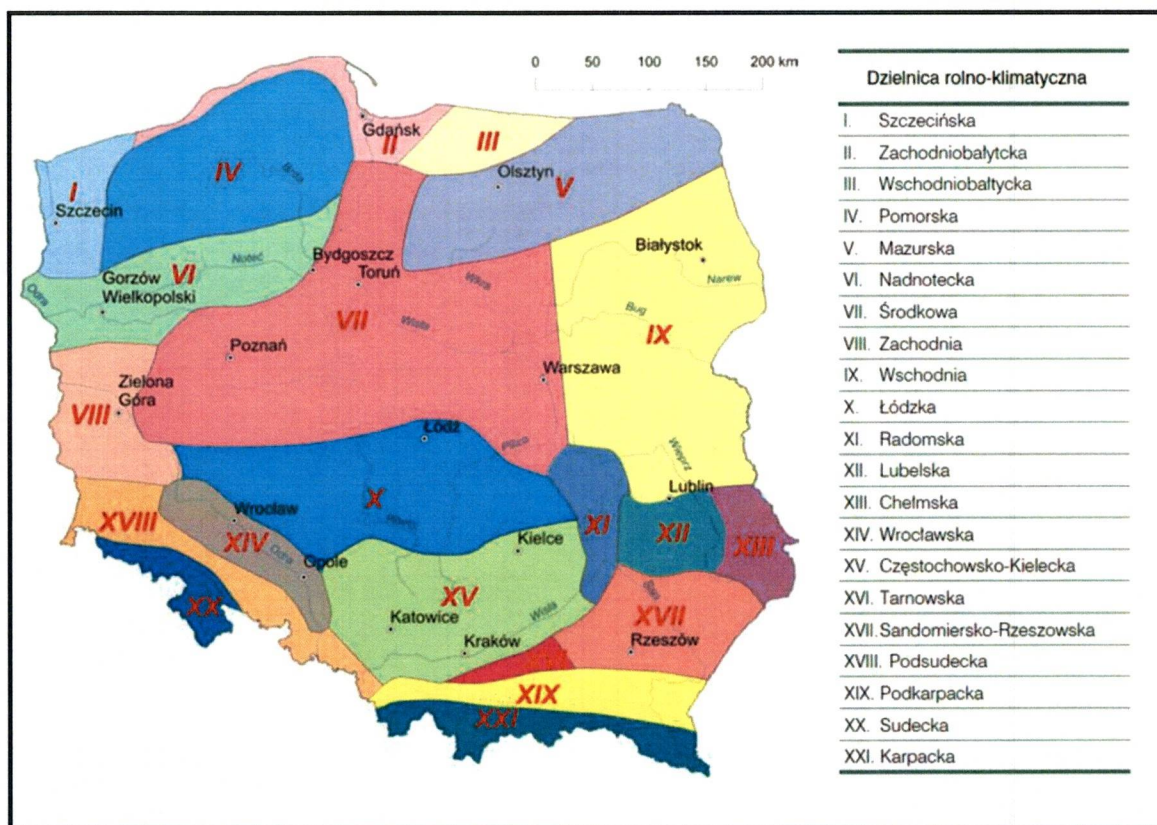 0 50 100 150 200 km
Dzielnica rolno-klimatyczna
I. Szczecińska
II. Zachodniobałytcka
III. Wschodniobałtycka
IV. Pomorska
V. Mazurska
VI. Nadnotecka
VII. Środkowa
VIII. Zachodnia
IX. Wschodnia
X. Łódzka
XI. Radomska
XII. Lubelska
XIII. Chełmska
XIV. Wrocławska
XV. Częstochowsko-Kielecka
XVI. Tarnowska
XVII. Sandomiersko-Rzeszowska
XVIII. Podsudecka
XIX. Podkarpacka
XX. Sudecka
XXI. Karpacka
Gdańsk
II
III
IV
Brda
I
Olsztyn
V
Szczecin
Białystok
Bydgoszcz
Noteć
VI
Toruń
Gorzów
Wielkopolski
Odra
Wkra
Narew
Bug
VII
Wisła
IX
Poznań
Warszawa
Zielona
Góra
VIII
Łódź
Pilica
Wieprz
Lublin
X
Warta
Wrocław
XVIII
XIV
Odra
Opole
XI
XII
XIII
Kielce
XV
San
XX
Katowice
Wisła
XVII
Kraków
Rzeszów
XIX
XXI